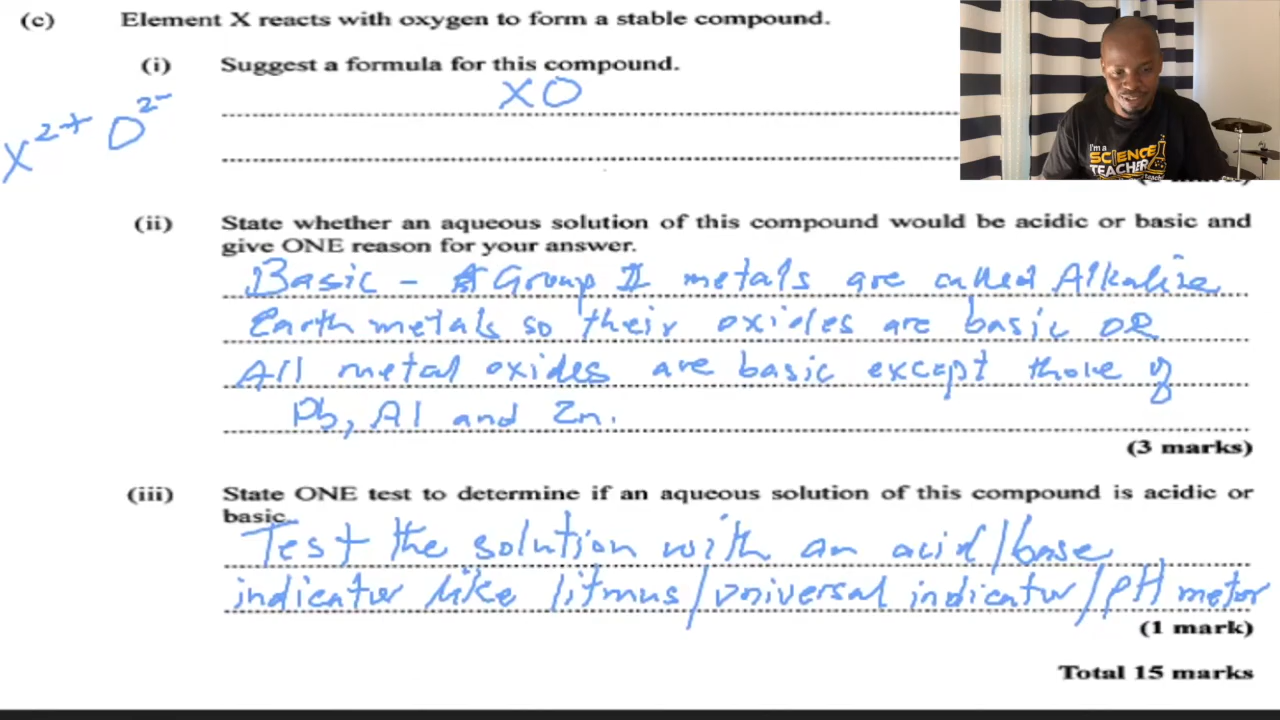 (c) Element X reacts with oxygen to form a stable compound.
(i) Suggest a formula for this compound.
XO
X2+ O2-
I'm a
SCIENCE
TEACHER
(ii) State whether an aqueous solution of this compound would be acidic or basic and
give ONE reason for your answer.
Basic - Group II metals are called Alkaline
Earth metals so their oxides are basic OR
All metal oxides are basic except those of
Pb, Al and Zn.
(3 marks)
(iii) State ONE test to determine if an aqueous solution of this compound is acidic or
basic.
Test the solution with an acid/base
indicator like litmus/universal indicator/pH meter
(1 mark)
Total 15 marks